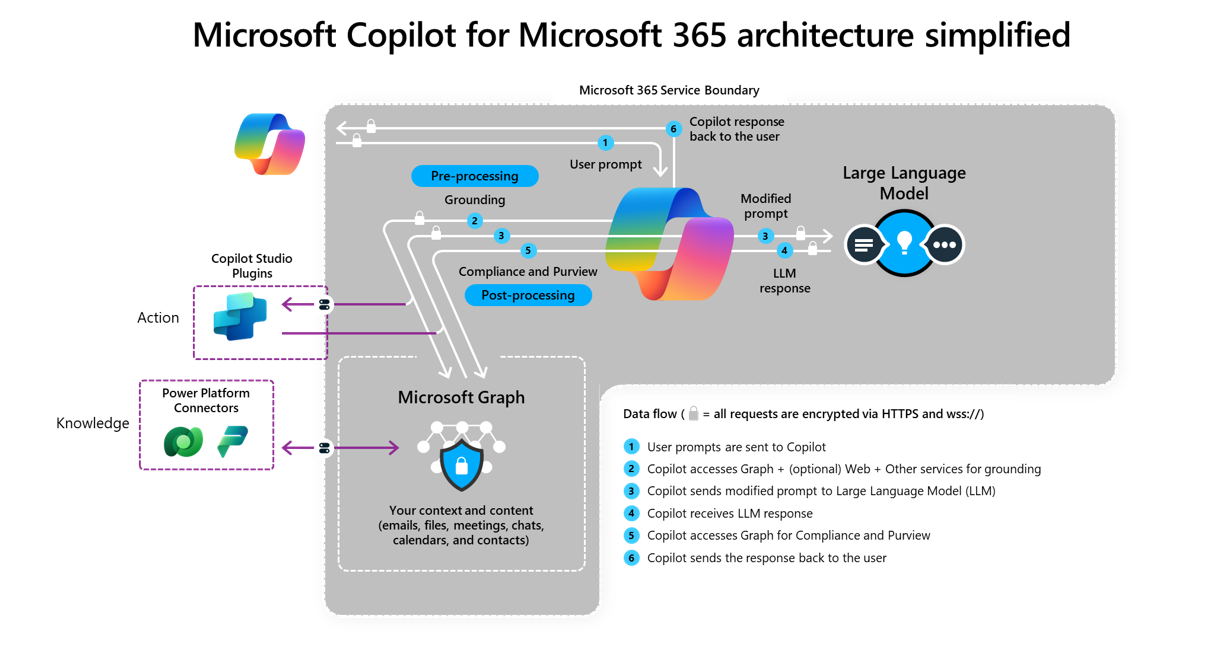 Microsoft Copilot for Microsoft 365 architecture simplified
Microsoft 365 Service Boundary
6
Copilot response
back to the user
1
User prompt
Pre-processing
Grounding
2
3
5
Compliance and Purview
Post-processing
Modified
prompt
3
4
LLM
response
Large Language
Model
Copilot Studio
Plugins
Action
Power Platform
Connectors
Knowledge
Microsoft Graph
Your context and content
(emails, files, meetings, chats,
calendars, and contacts)
Data flow ( = all requests are encrypted via HTTPS and wss://)
1 User prompts are sent to Copilot
2 Copilot accesses Graph + (optional) Web + Other services for grounding
3 Copilot sends modified prompt to Large Language Model (LLM)
4 Copilot receives LLM response
5 Copilot accesses Graph for Compliance and Purview
6 Copilot sends the response back to the user